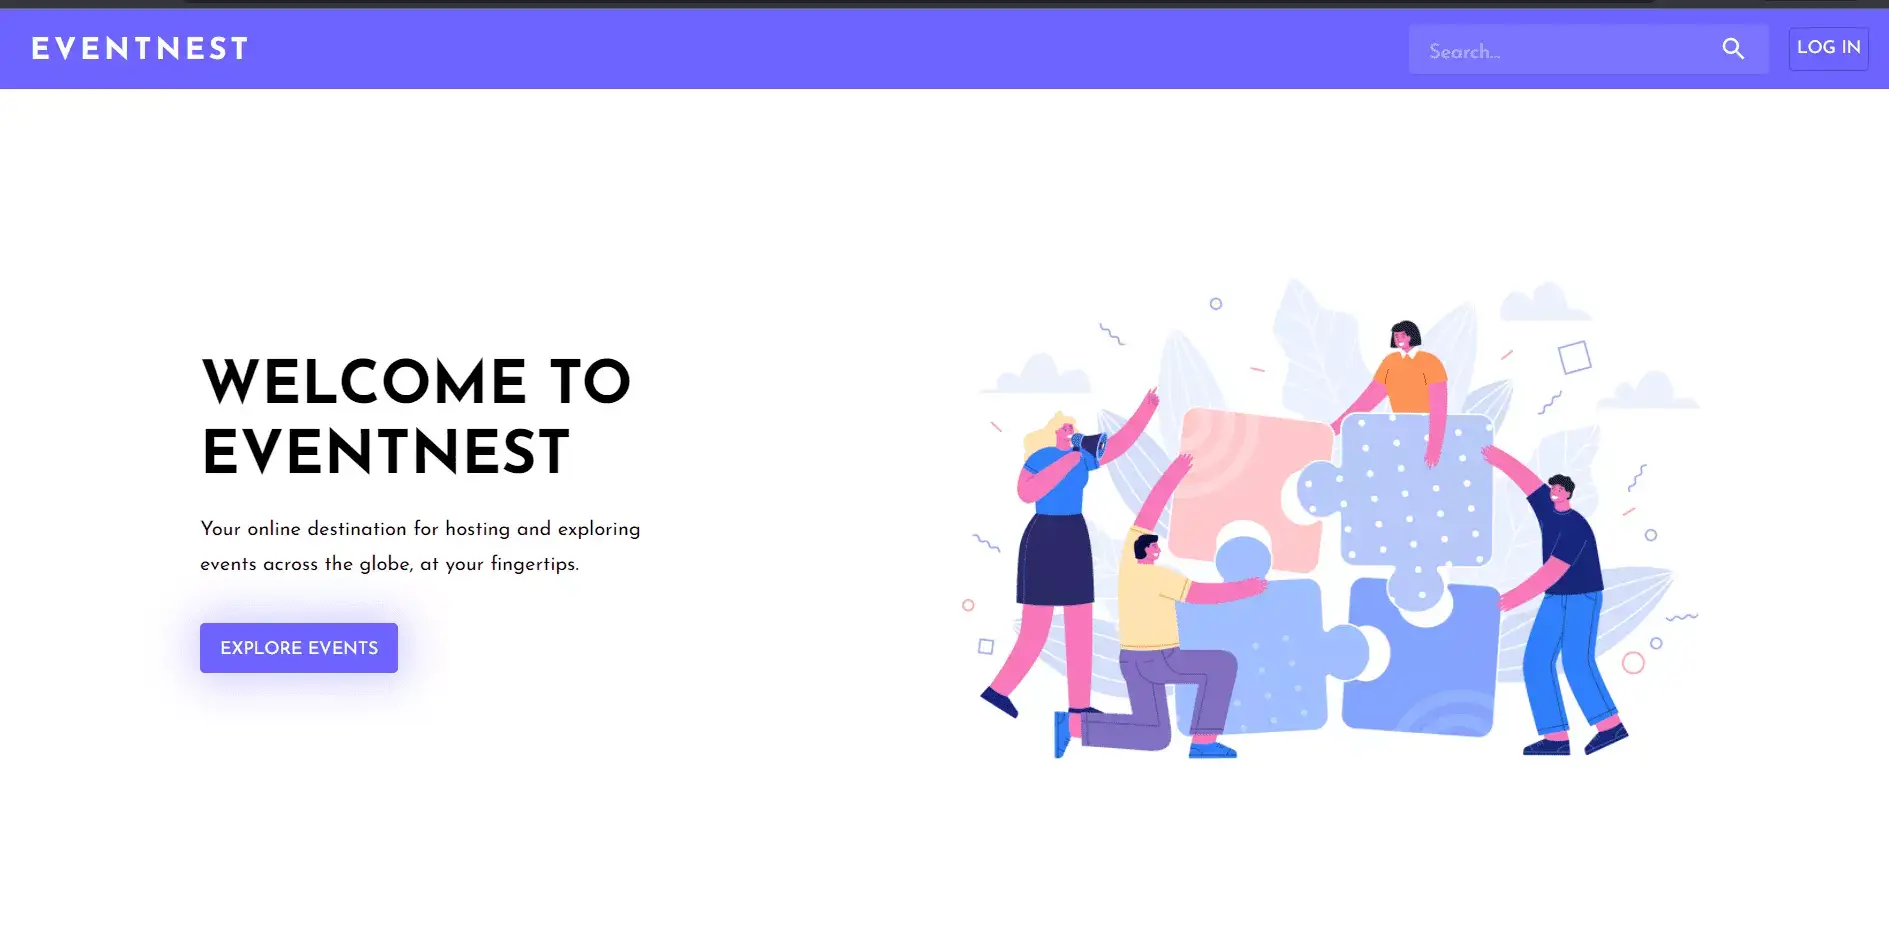 EVENTNEST
Search...
LOG IN
WELCOME TO
EVENTNEST
Your online destination for hosting and exploring
events across the globe, at your fingertips.
EXPLORE EVENTS